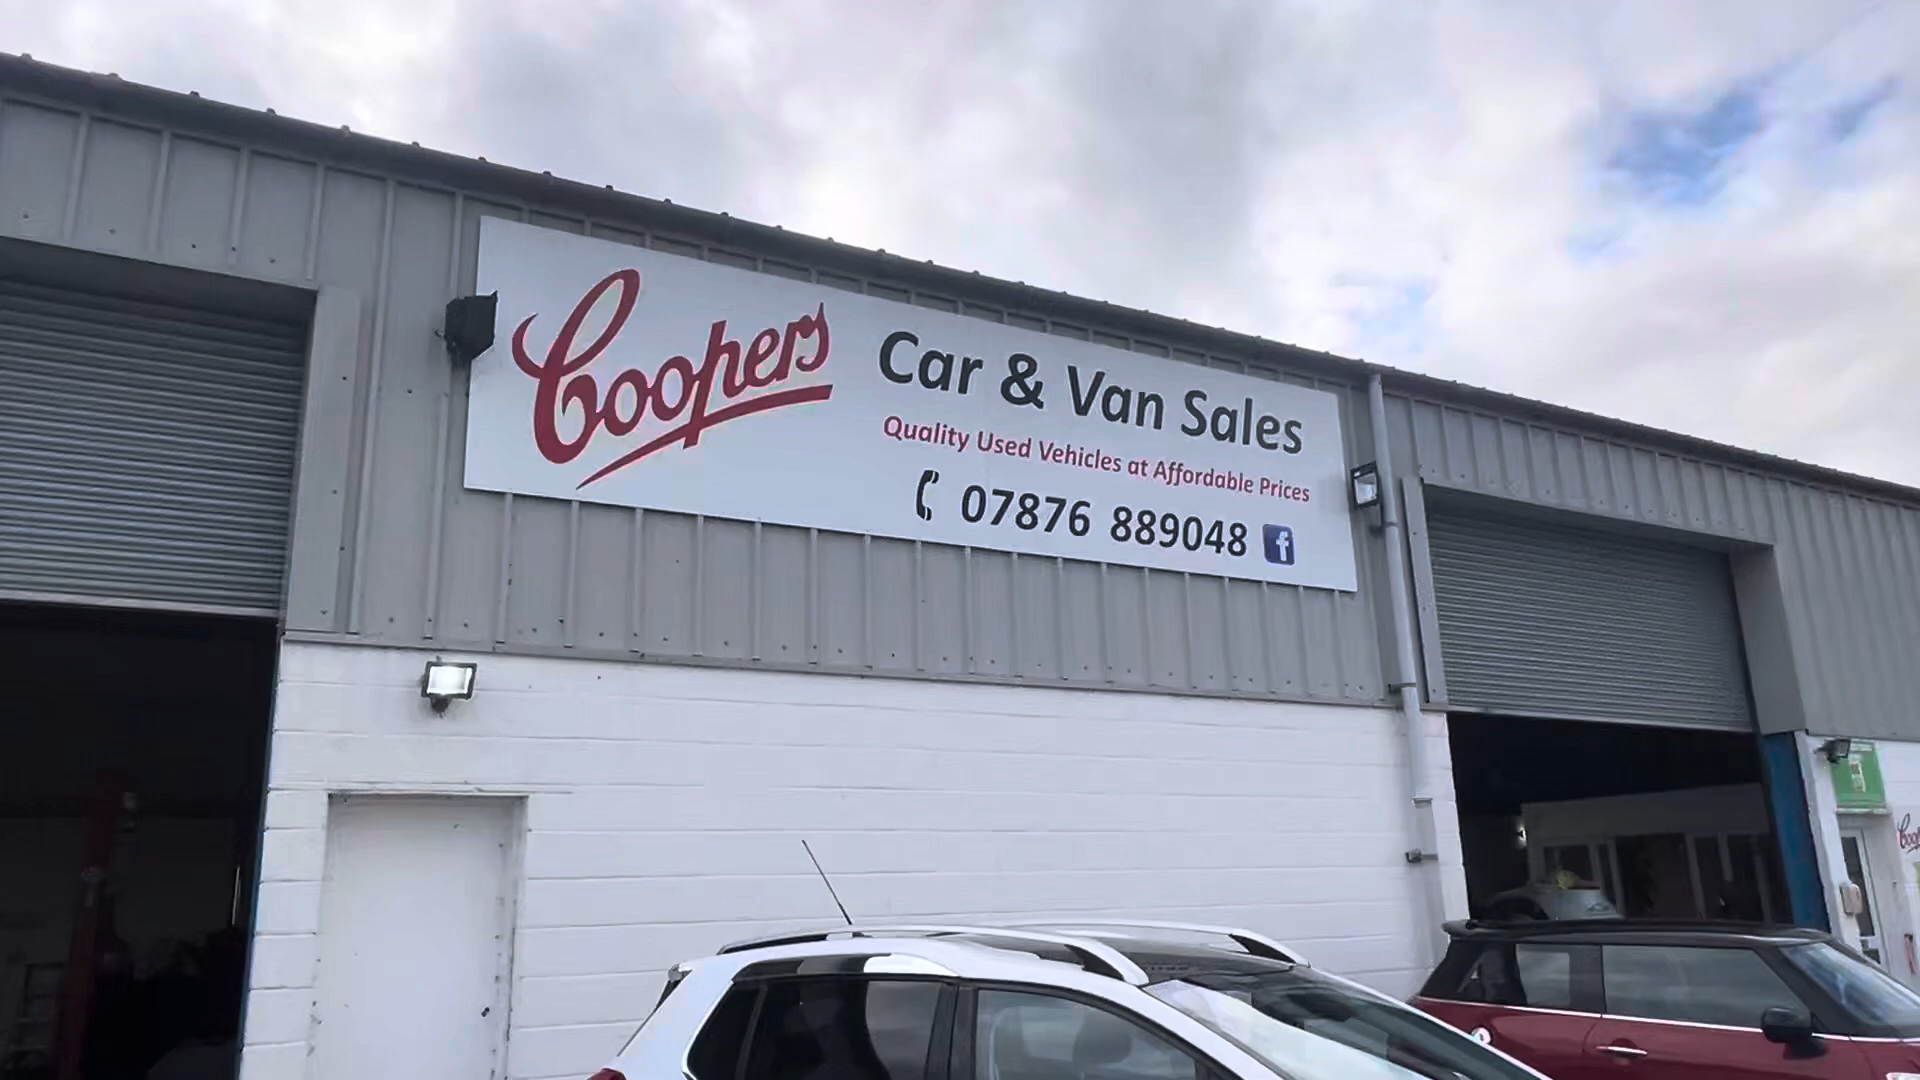 Coopers
Car & Van Sales
Quality Used Vehicles at Affordable Prices
07876 889048 f